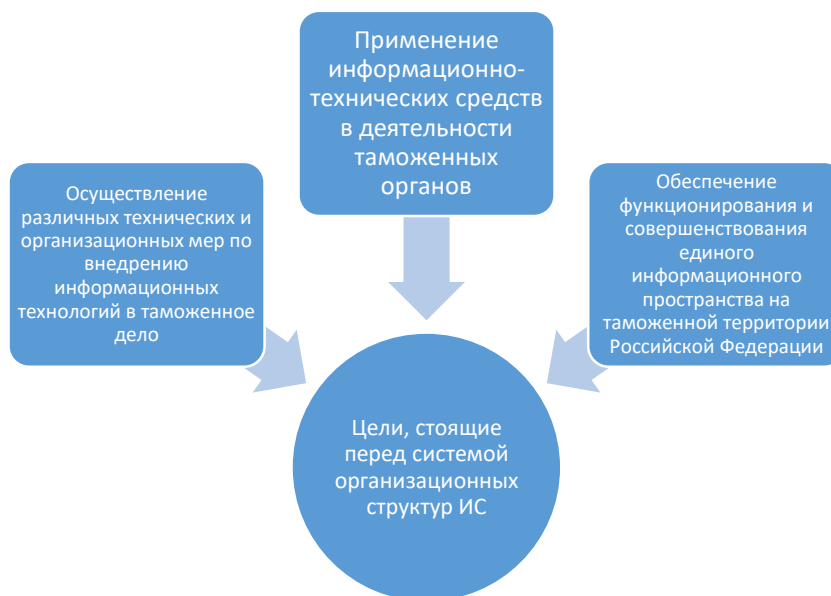 Применение
информационно-
технических средств
в деятельности
таможенных
органов
Осуществление
различных технических и
организационных мер по
внедрению
информационных
технологий в таможенное
дело
Обеспечение
функционирования и
совершенствования
единого
информационного
пространства на
таможенной территории
Российской Федерации
Цели, стоящие
перед системой
организационных
структур ИС